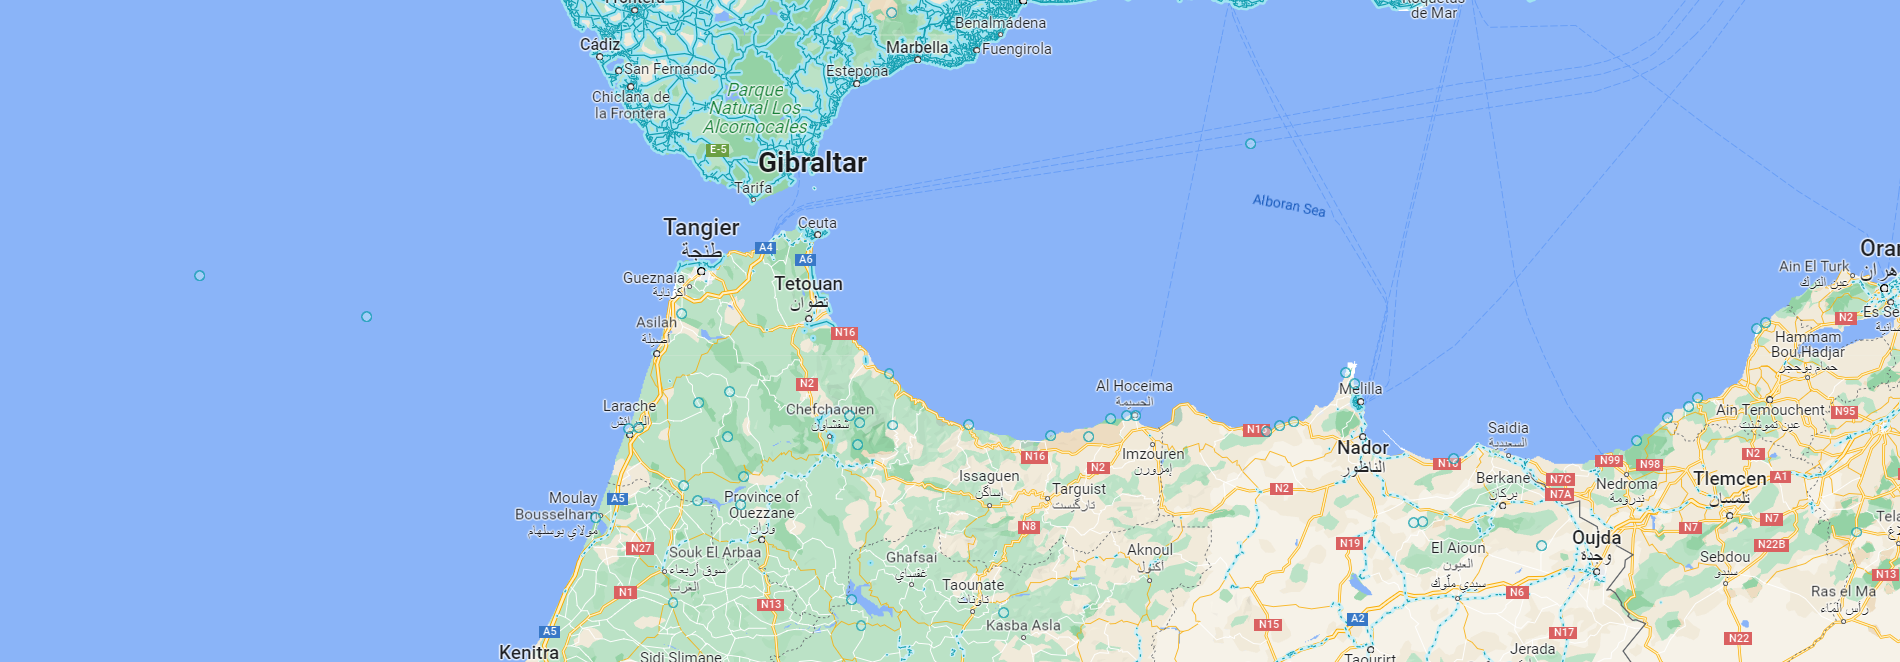 Frontera
Roquetas
de Mar
Benalmádena
Cádiz
Marbella
Fuengirola
San Fernando
Estepona
Chiclana de
la Frontera
Parque
Natural Los
Alcornocales
E-5
Gibraltar
Tarifa
Alboran Sea
Tangier
طنجة
Ceuta
A4
A6
Gueznaia
اكزناية
Tetouan
تطوان
Ain El Turk
عين الترك
Asilah
أصيلة
N16
N2
Hammam
Bou Hadjar
حمام بوحجر
N2
Al Hoceima
الحسيمة
Melilla
Larache
العرائش
Chefchaouen
شفشاون
Ain Temouchent
عين تموشنت
N95
Saidia
السعيدية
Nador
الناظور
N16
N2
Imzouren
إمزورن
N2
N99
N98
N2
A1
Issaguen
إساگن
Targuist
تارگيست
Berkane
بركان
N7C
N7A
Nedroma
ندرومة
Tlemcen
تلمسان
A5
Moulay
Bousselham
مولاي بوسلهام
Province of
Ouezzane
وزان
N8
N7
N7
N27
Souk El Arbaa
سوق أربعاء
الغرب
Ghafsai
غفساي
Aknoul
أكنول
N19
El Aioun
العيون
سيدي ملوك
Oujda
وجدة
N22B
Sebdou
سبدو
N1
N13
Taounate
تاونات
N6
N13
Ras el Ma
رأس الماء
Kasba Asla
A2
N15
N17
N22
A5
Kenitra
Sidi Slimane
Taourirt
Jerada